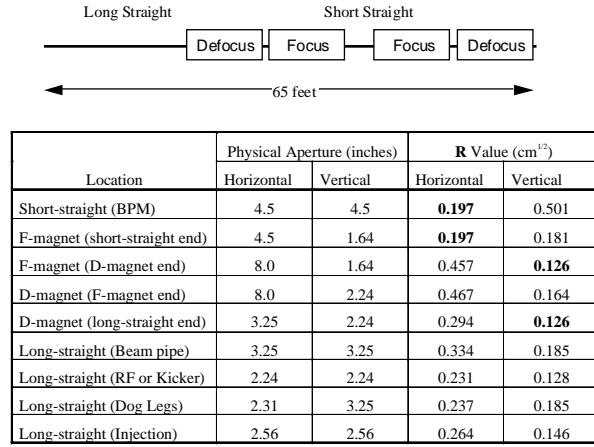 Long Straight Short Straight
Defocus Focus Focus Defocus
65 feet
Physical Aperture (inches) R Value (cm1/2)
Location Horizontal Vertical Horizontal Vertical
Short-straight (BPM) 4.5 4.5 0.197 0.501
F-magnet (short-straight end) 4.5 1.64 0.197 0.181
F-magnet (D-magnet end) 8.0 1.64 0.457 0.126
D-magnet (F-magnet end) 8.0 2.24 0.467 0.164
D-magnet (long-straight end) 3.25 2.24 0.294 0.126
Long-straight (Beam pipe) 3.25 3.25 0.334 0.185
Long-straight (RF or Kicker) 2.24 2.24 0.231 0.128
Long-straight (Dog Legs) 2.31 3.25 0.237 0.185
Long-straight (Injection) 2.56 2.56 0.264 0.146